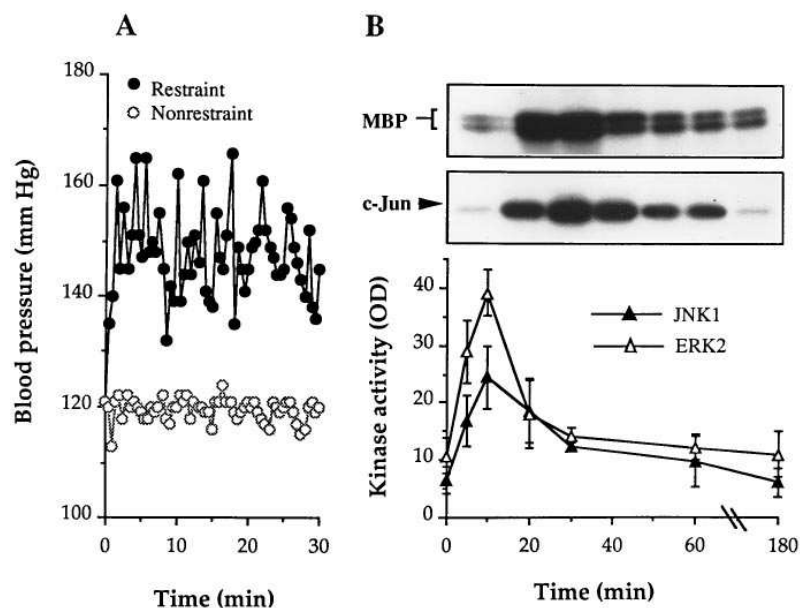 A
180
160
140
120
100
Blood pressure (mm Hg)
Restraint
Nonrestraint
0
10
20
30
Time (min)
B
MBP
c-Jun
40
30
20
10
0
Kinase activity (OD)
JNK1
ERK2
0
20
40
60
180
Time (min)